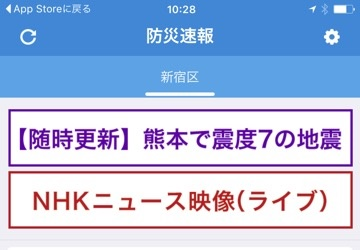 App Storeに戻る 10:28
防災速報
新宿区
【随時更新】熊本で震度7の地震
NHKニュース映像(ライブ)